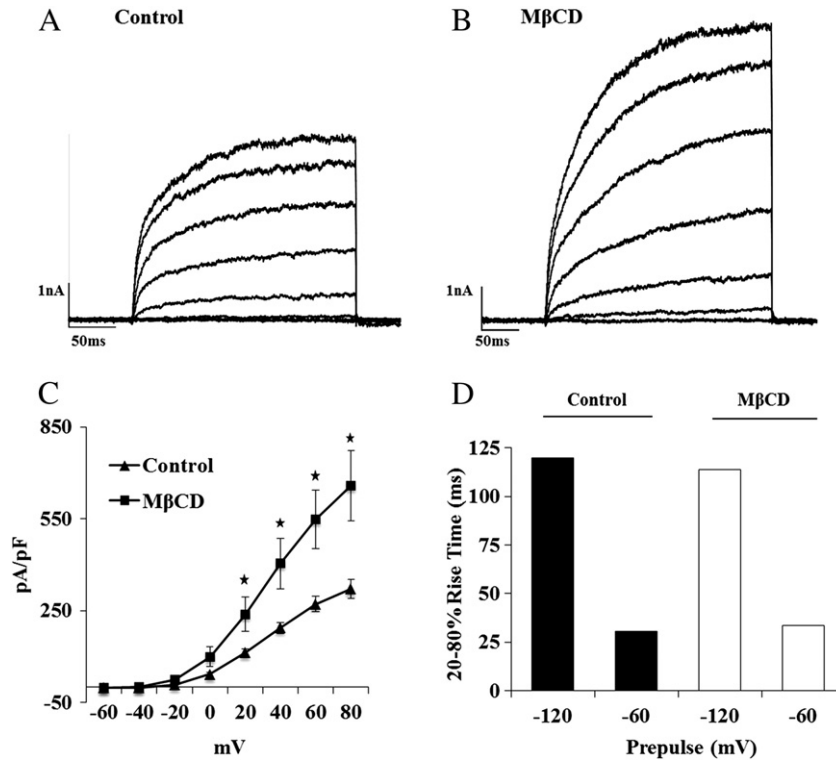 A Control
B MβCD
1nA
50ms
1nA
50ms
C
850
550
250
-50
pA/pF
Control
MβCD
-60 -40 -20 0 20 40 60 80
mV
D
Control MβCD
125
100
75
50
25
0
20-80% Rise Time (ms)
-120 -60 -120 -60
Prepulse (mV)